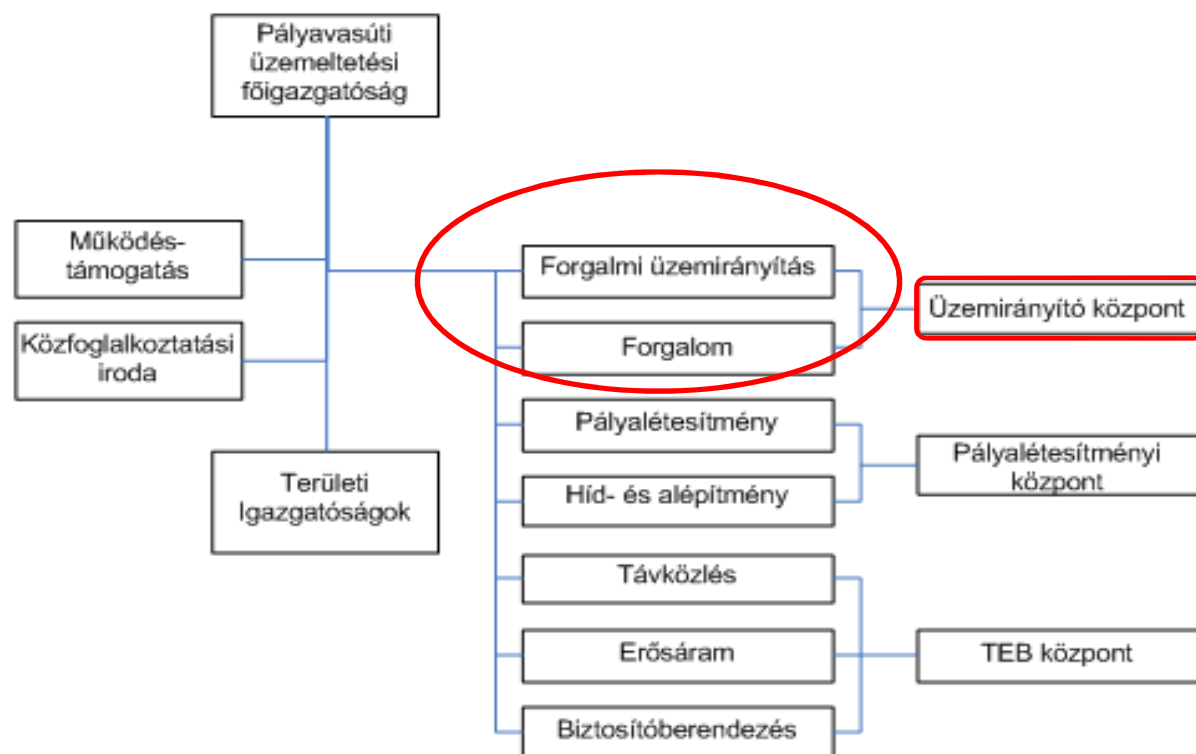 Pályavasúti
üzemeltetési
főigazgatóság
Működés-
támogatás
Közfoglalkoztatási
iroda
Területi
Igazgatóságok
Forgalmi üzemirányítás
Forgalom
Üzemirányító központ
Pályalétesítmény
Híd- és alépítmény
Pályalétesítményi
központ
Távközlés
Erősáram
Biztosítóberendezés
TEB központ